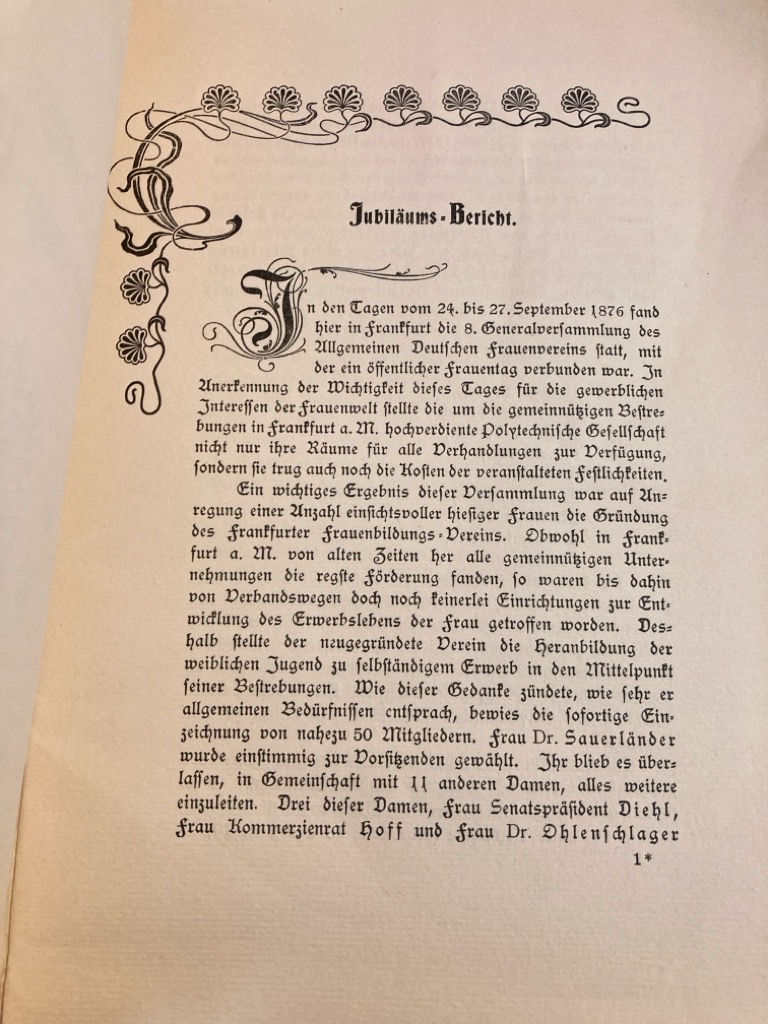 Jubiläums-Bericht.
In den Tagen vom 24. bis 27. September 1876 fand
hier in Frankfurt die 8. Generalversammlung des
Allgemeinen Deutschen Frauenvereins statt, mit
der ein öffentlicher Frauentag verbunden war. In
Anerkennung der Wichtigkeit dieses Tages für die gewerblichen
Interessen der Frauenwelt stellte die um die gemeinnützigen Bestre-
bungen in Frankfurt a. M. hochverdiente Polytechnische Gesellschaft
nicht nur ihre Räume für alle Verhandlungen zur Verfügung,
sondern sie trug auch noch die Kosten der veranstalteten Festlichkeiten.
Ein wichtiges Ergebnis dieser Versammlung war auf An-
regung einer Anzahl einsichtsvoller hiesiger Frauen die Gründung
des Frankfurter Frauenbildungs-Vereins. Obwohl in Frank-
furt a. M. von alten Zeiten her alle gemeinnützigen Unter-
nehmungen die regste Förderung fanden, so waren bis dahin
von Verbandswegen doch noch keinerlei Einrichtungen zur Ent-
wicklung des Erwerbslebens der Frau getroffen worden. Des-
halb stellte der neugegründete Verein die Heranbildung der
weiblichen Jugend zu selbständigem Erwerb in den Mittelpunkt
seiner Bestrebungen. Wie dieser Gedanke zündete, wie sehr er
allgemeinen Bedürfnissen entsprach, bewies die sofortige Ein-
zeichnung von nahezu 50 Mitgliedern. Frau Dr. Sauerländer
wurde einstimmig zur Vorsitzenden gewählt. Ihr blieb es über-
lassen, in Gemeinschaft mit 11 anderen Damen, alles weitere
einzuleiten. Drei dieser Damen, Frau Senatspräsident Diehl,
Frau Kommerzienrat Hoff und Frau Dr. Ohlenschlager
1*